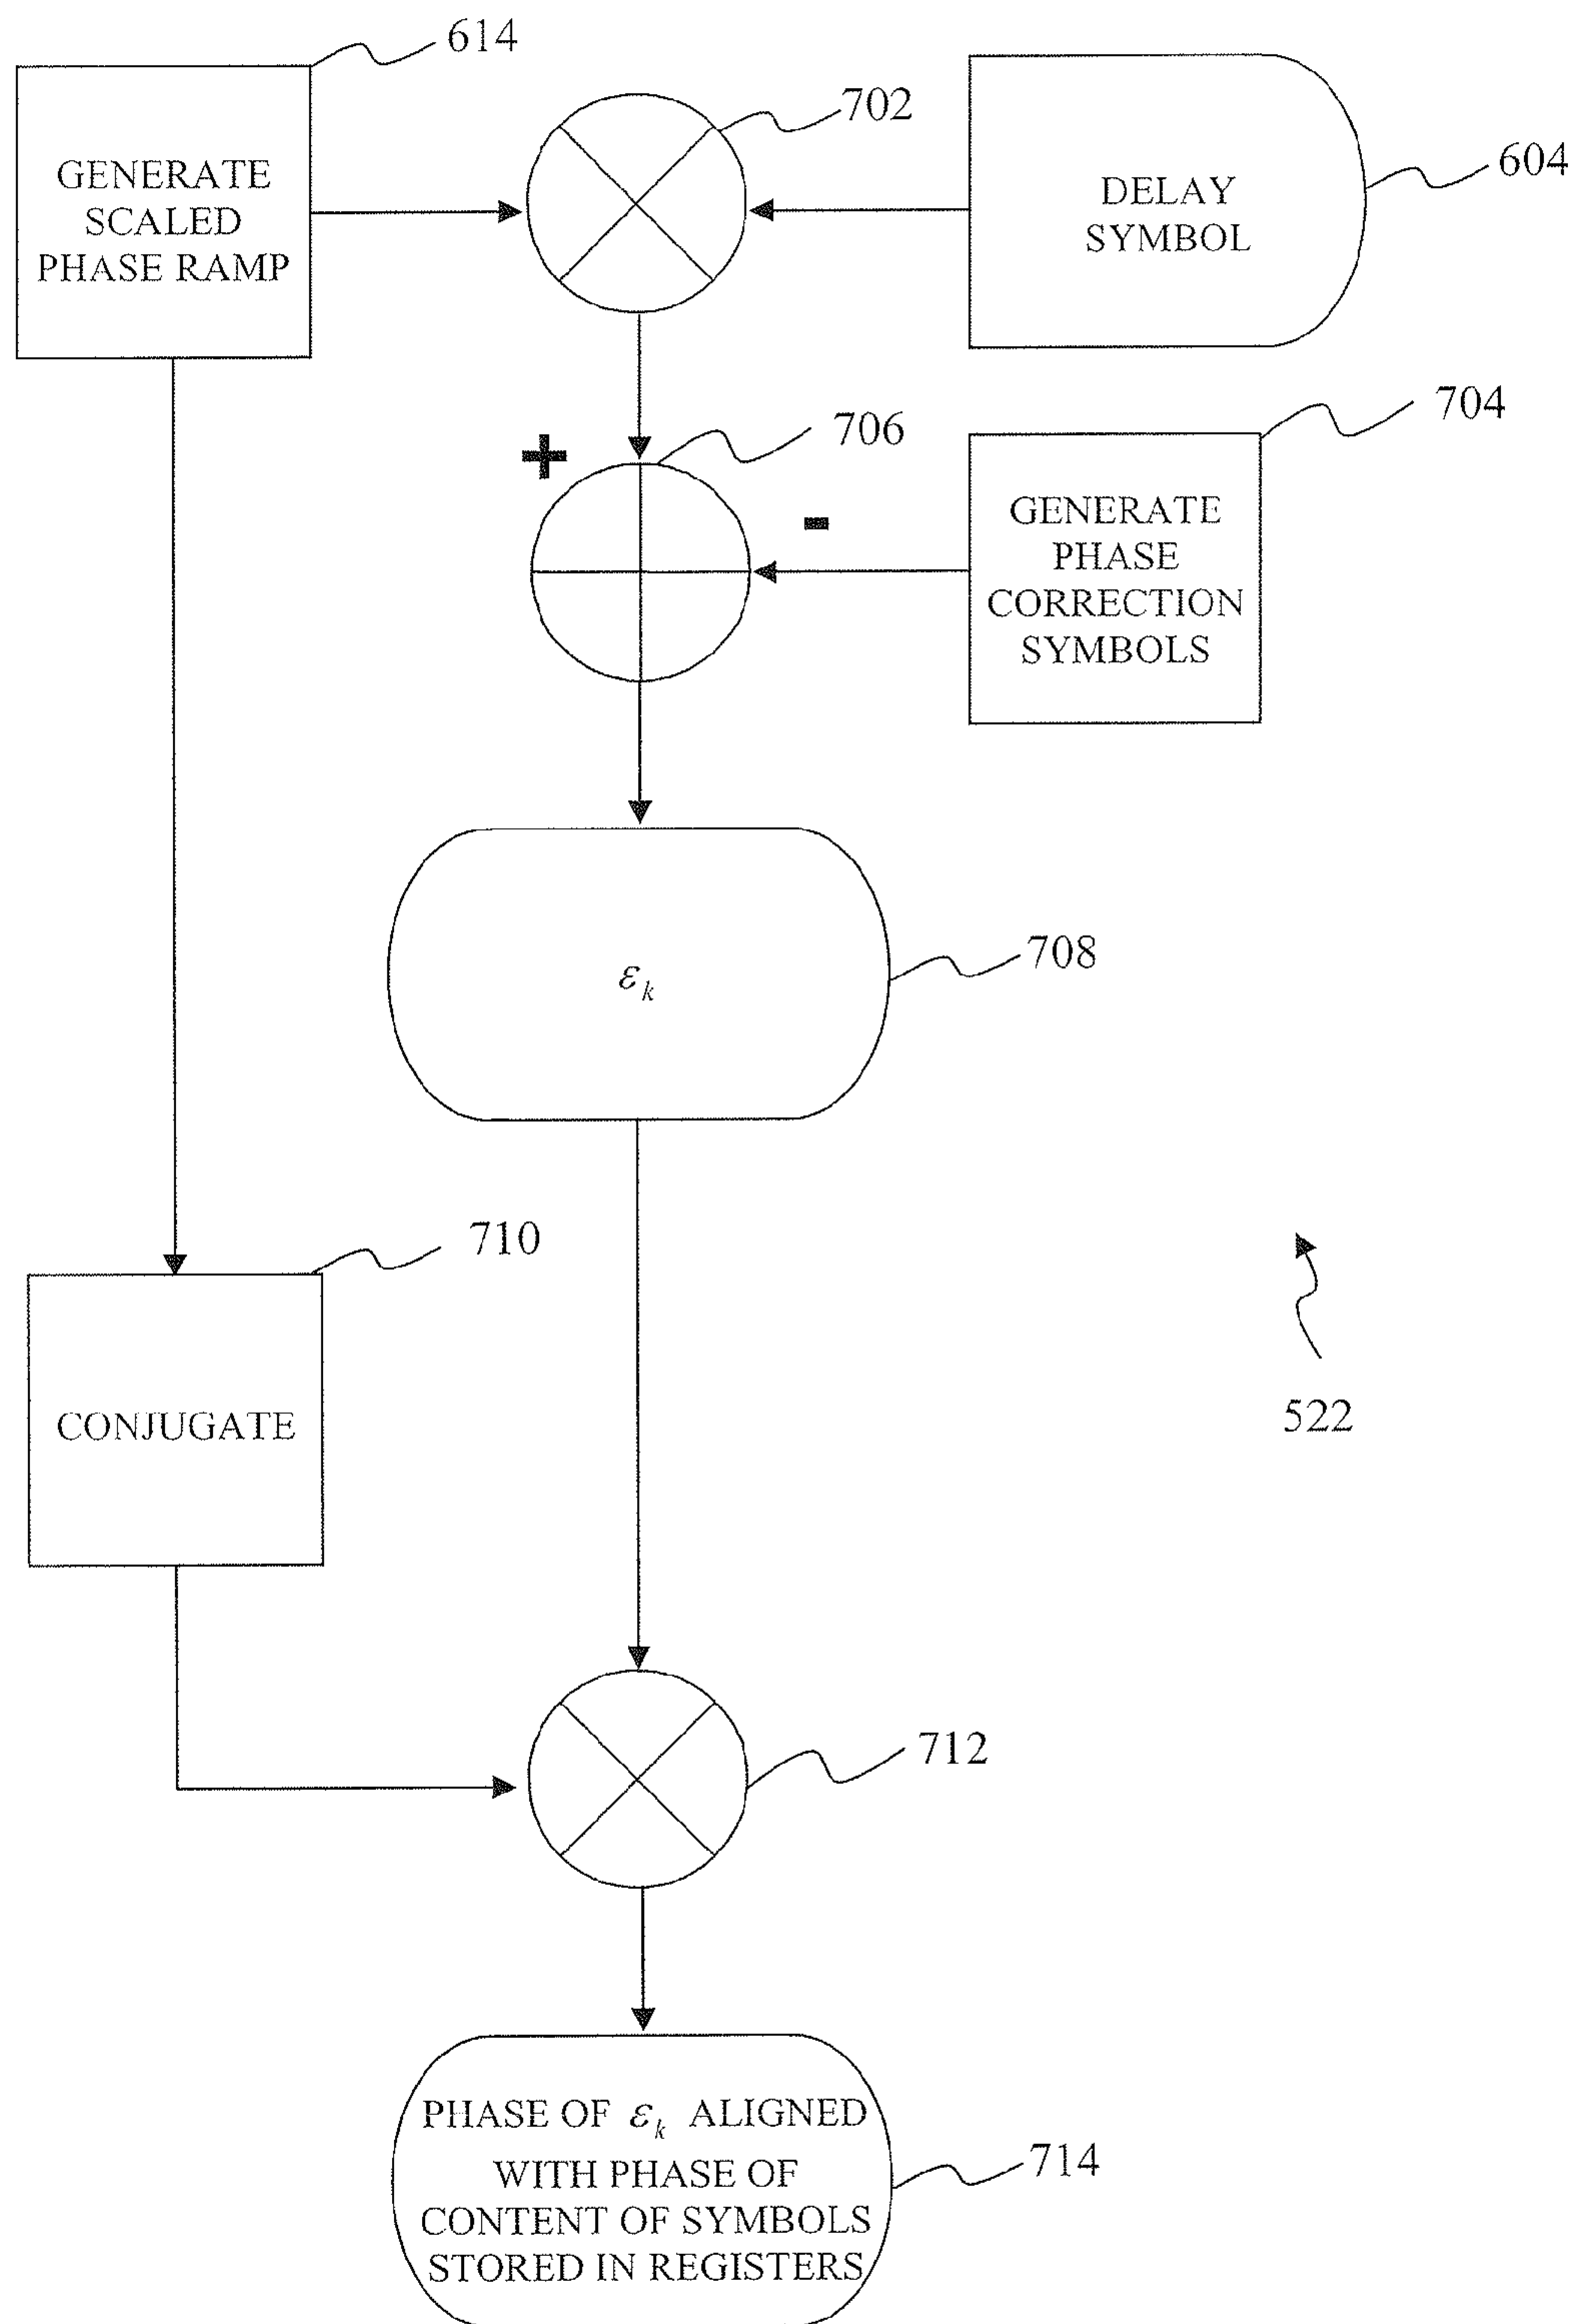 614
702
604
GENERATE
SCALED
PHASE RAMP
DELAY
SYMBOL
704
706
+
-
GENERATE
PHASE
CORRECTION
SYMBOLS
ε_k
708
710
CONJUGATE
522
712
PHASE OF ε_k ALIGNED
WITH PHASE OF
CONTENT OF SYMBOLS
STORED IN REGISTERS
714